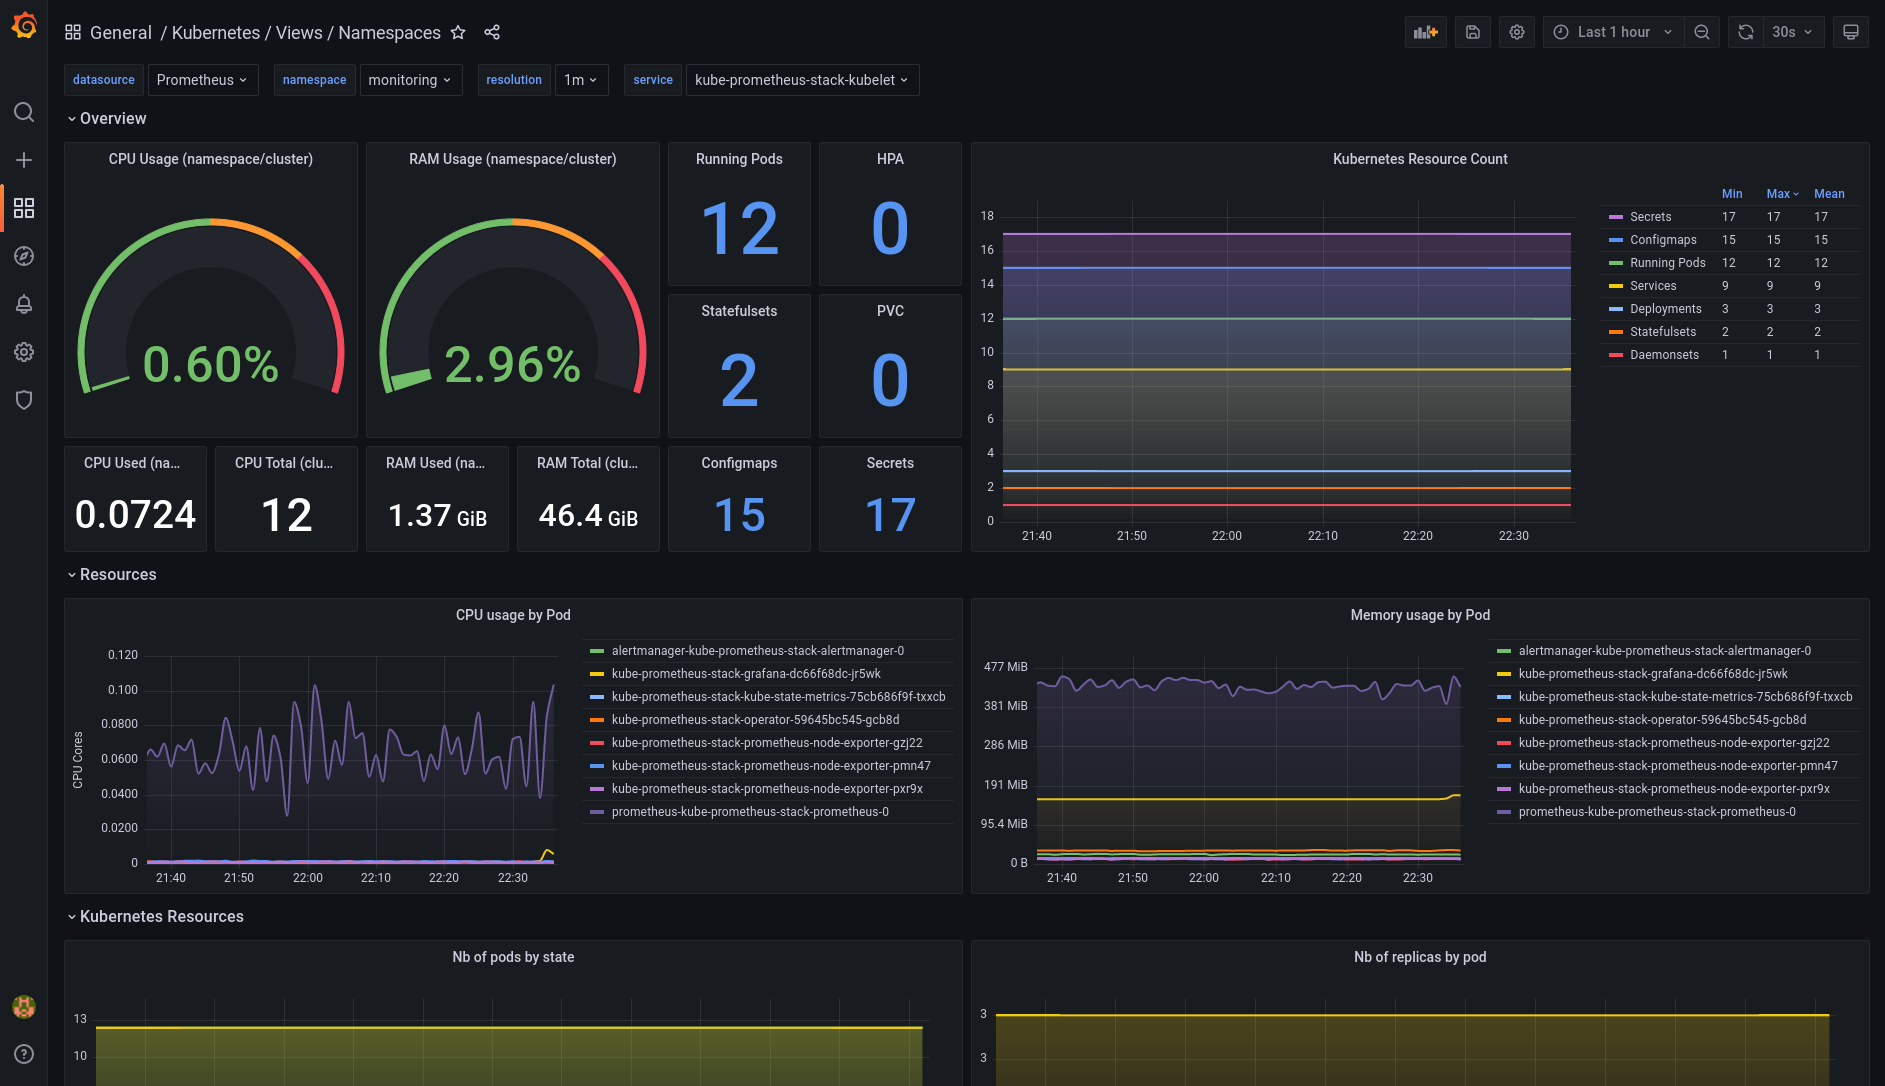 General / Kubernetes / Views / Namespaces
Last 1 hour
30s
datasource Prometheus namespace monitoring resolution 1m service kube-prometheus-stack-kubelet
Overview
CPU Usage (namespace/cluster)
0.60%
RAM Usage (namespace/cluster)
2.96%
Running Pods
12
HPA
0
Statefulsets
2
PVC
0
CPU Used (na...
0.0724
CPU Total (clu...
12
RAM Used (na...
1.37 GiB
RAM Total (clu...
46.4 GiB
Configmaps
15
Secrets
17
Kubernetes Resource Count
18
16
14
12
10
8
6
4
2
0
21:40 21:50 22:00 22:10 22:20 22:30
Min Max Mean
Secrets 17 17 17
Configmaps 15 15 15
Running Pods 12 12 12
Services 9 9 9
Deployments 3 3 3
Statefulsets 2 2 2
Daemonsets 1 1 1
Resources
CPU usage by Pod
CPU Cores
0.120
0.100
0.0800
0.0600
0.0400
0.0200
0
21:40 21:50 22:00 22:10 22:20 22:30
alertmanager-kube-prometheus-stack-alertmanager-0
kube-prometheus-stack-grafana-dc66f68dc-jr5wk
kube-prometheus-stack-kube-state-metrics-75cb686f9f-txxcb
kube-prometheus-stack-operator-59645bc545-gcb8d
kube-prometheus-stack-prometheus-node-exporter-gzj22
kube-prometheus-stack-prometheus-node-exporter-pmn47
kube-prometheus-stack-prometheus-node-exporter-pxr9x
prometheus-kube-prometheus-stack-prometheus-0
Memory usage by Pod
477 MiB
381 MiB
286 MiB
191 MiB
95.4 MiB
0 B
21:40 21:50 22:00 22:10 22:20 22:30
alertmanager-kube-prometheus-stack-alertmanager-0
kube-prometheus-stack-grafana-dc66f68dc-jr5wk
kube-prometheus-stack-kube-state-metrics-75cb686f9f-txxcb
kube-prometheus-stack-operator-59645bc545-gcb8d
kube-prometheus-stack-prometheus-node-exporter-gzj22
kube-prometheus-stack-prometheus-node-exporter-pmn47
kube-prometheus-stack-prometheus-node-exporter-pxr9x
prometheus-kube-prometheus-stack-prometheus-0
Kubernetes Resources
Nb of pods by state
13
10
Nb of replicas by pod
3
3